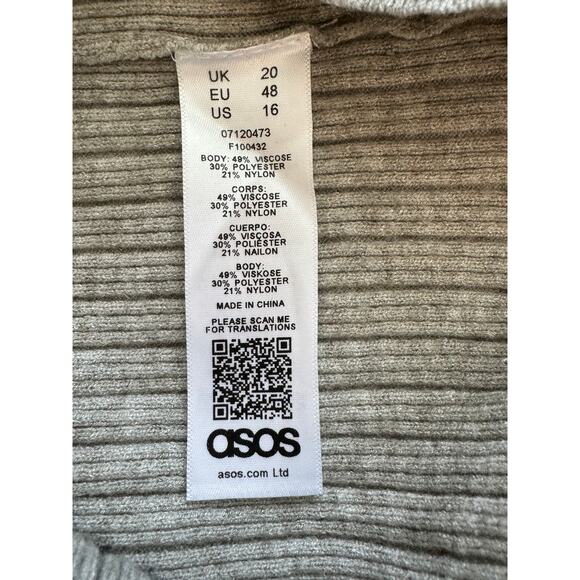 UK 20
EU 48
US 16
07120473
F100432
BODY: 49% VISCOSE
30% POLYESTER
21% NYLON
CORPS:
49% VISCOSE
30% POLYESTER
21% NYLON
CUERPO:
49% VISCOSA
30% POLIÉSTER
21% NAILON
BODY:
49% VISKOSE
30% POLYESTER
21% NYLON
MADE IN CHINA
PLEASE SCAN ME
FOR TRANSLATIONS
asos
asos.com Ltd